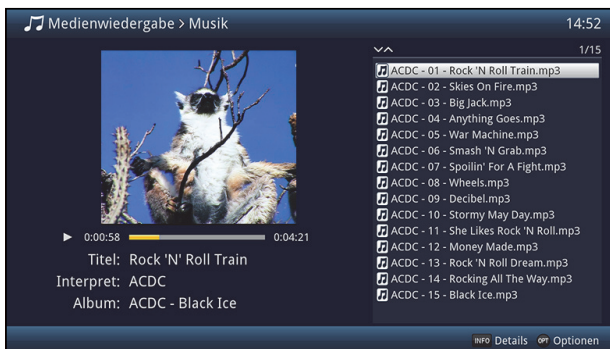 Medienwiedergabe > Musik
14:52
1/15
ACDC - 01 - Rock 'N Roll Train.mp3
ACDC - 02 - Skies On Fire.mp3
ACDC - 03 - Big Jack.mp3
ACDC - 04 - Anything Goes.mp3
ACDC - 05 - War Machine.mp3
ACDC - 06 - Smash 'N Grab.mp3
ACDC - 07 - Spoilin' For A Fight.mp3
ACDC - 08 - Wheels.mp3
ACDC - 09 - Decibel.mp3
ACDC - 10 - Stormy May Day.mp3
ACDC - 11 - She Likes Rock 'N Roll.mp3
ACDC - 12 - Money Made.mp3
ACDC - 13 - Rock 'N Roll Dream.mp3
ACDC - 14 - Rocking All The Way.mp3
ACDC - 15 - Black Ice.mp3
0:00:58
0:04:21
Titel: Rock 'N' Roll Train
Interpret: ACDC
Album: ACDC - Black Ice
INFO Details OPT Optionen